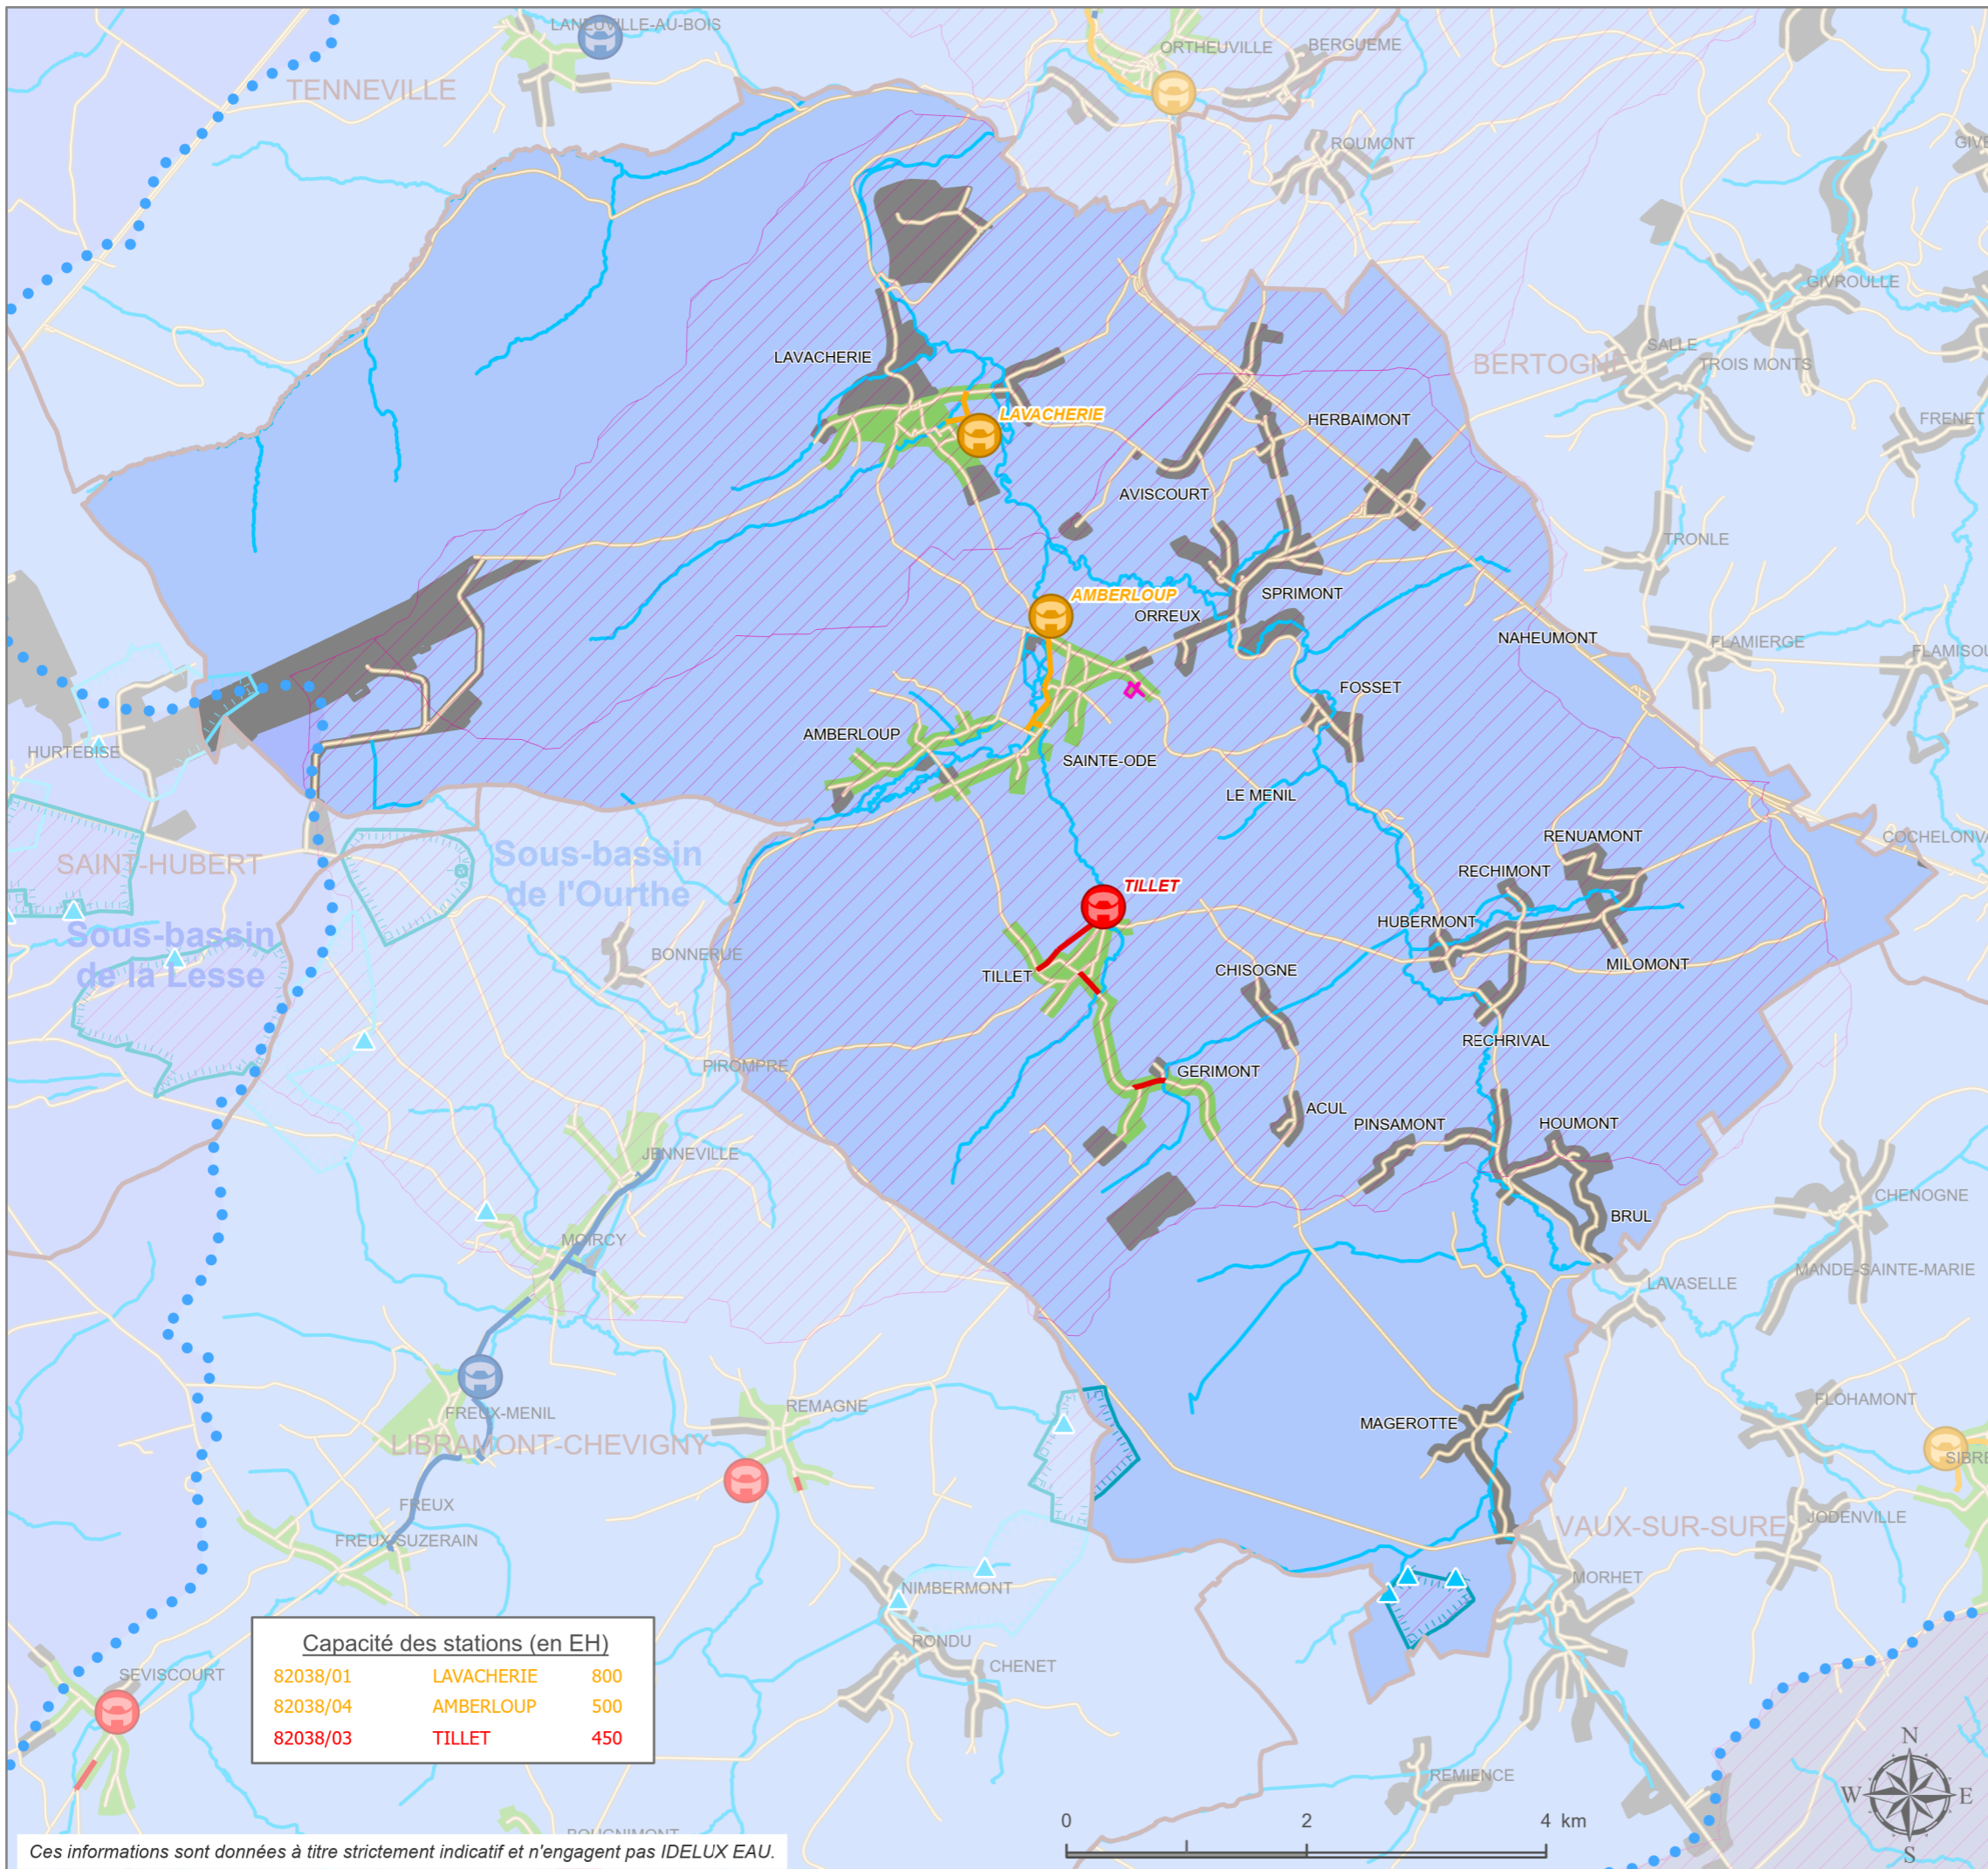 LANEUVILLE-AU-BOIS
ORTHEUVILLE
BERGUEME
TENNEVILLE
ROUMONT
GIVROULLE
LAVACHERIE
SALLE
BERTOGNE
TROIS MONTS
LAVACHERIE
HERBAIMONT
FRENET
AVISCOURT
TRONLE
AMBERLOUP
SPRIMONT
ORREUX
NAHEUMONT
FLAMIERGE
FLAMISOU
FOSSET
AMBERLOUP
HURTEBISE
SAINTE-ODE
LE MENIL
RENUAMONT
COCHELONVA
SAINT-HUBERT
Sous-bassin
de l'Ourthe
RECHIMONT
TILLET
HUBERMONT
Sous-bassin
de la Lesse
BONNERUE
TILLET
CHISOGNE
MILOMONT
RECHRIVAL
PIROMPRE
GERIMONT
ACUL
PINSAMONT
HOUMONT
JENNEVILLE
CHENOGNE
BRUL
MOIRCY
LAVASELLE
MANDE-SAINTE-MARIE
REMAGNE
FLOHAMONT
FREUX-MENIL
MAGEROTTE
LIBRAMONT-CHEVIGNY
SIBRE
FREUX
VAUX-SUR-SURE
JODENVILLE
FREUX-SUZERAIN
MORHET
NIMBERMONT
RONDU
CHENET
SEVISCOURT
Capacité des stations (en EH)
82038/01 LAVACHERIE 800
82038/04 AMBERLOUP 500
82038/03 TILLET 450
REMIENCE
N
W E
S
0 2 4 km
BOUGNIMONT
Ces informations sont données à titre strictement indicatif et n'engagent pas IDELUX EAU.